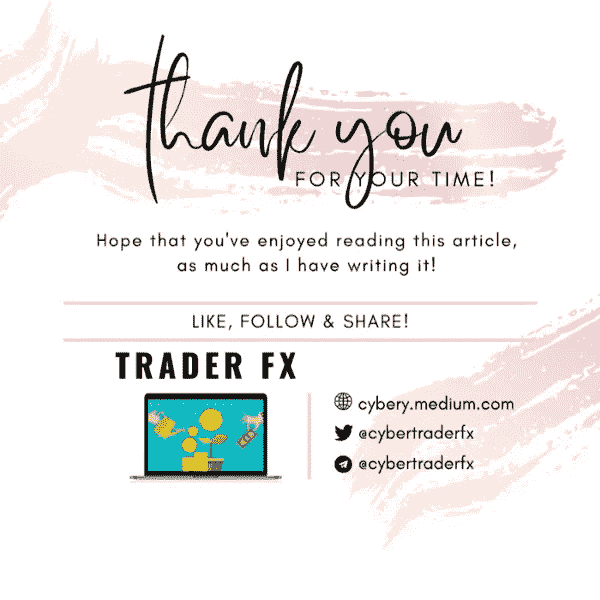 thank you
FOR YOUR TIME!
Hope that you've enjoyed reading this article,
as much as I have writing it!
LIKE, FOLLOW & SHARE!
TRADER FX
cybery.medium.com
@cybertraderfx
@cybertraderfx